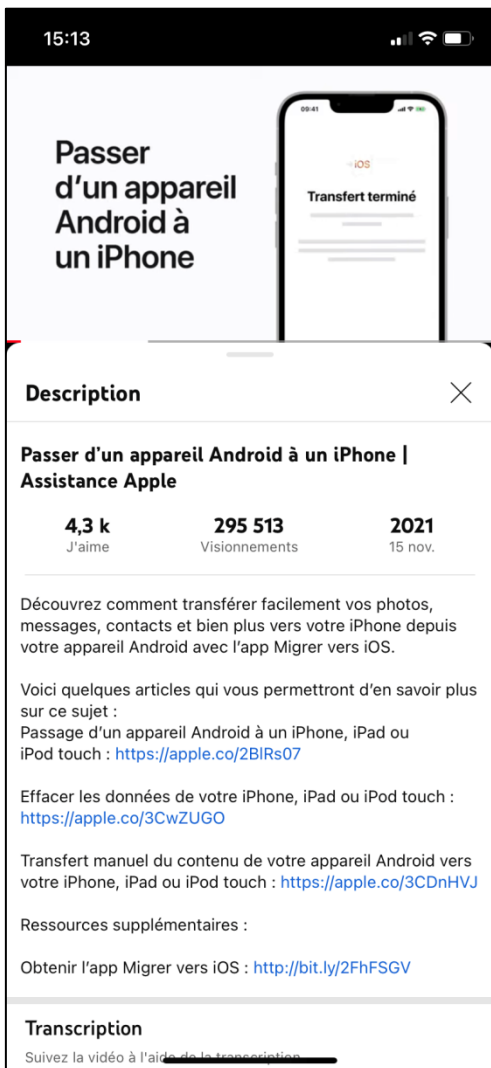 15:13
Passer
d'un appareil
Android à
un iPhone
09:41
iOS
Transfert terminé
Description
Passer d'un appareil Android à un iPhone |
Assistance Apple
4,3 k
J'aime
295 513
Visionnements
2021
15 nov.
Découvrez comment transférer facilement vos photos,
messages, contacts et bien plus vers votre iPhone depuis
votre appareil Android avec l'app Migrer vers iOS.
Voici quelques articles qui vous permettront d'en savoir plus
sur ce sujet :
Passage d'un appareil Android à un iPhone, iPad ou
iPod touch : https://apple.co/2BlRs07
Effacer les données de votre iPhone, iPad ou iPod touch :
https://apple.co/3CwZUGO
Transfert manuel du contenu de votre appareil Android vers
votre iPhone, iPad ou iPod touch : https://apple.co/3CDnHVJ
Ressources supplémentaires :
Obtenir l'app Migrer vers iOS : http://bit.ly/2FhFSGV
Transcription
Suivez la vidéo à l'aide de la transcription